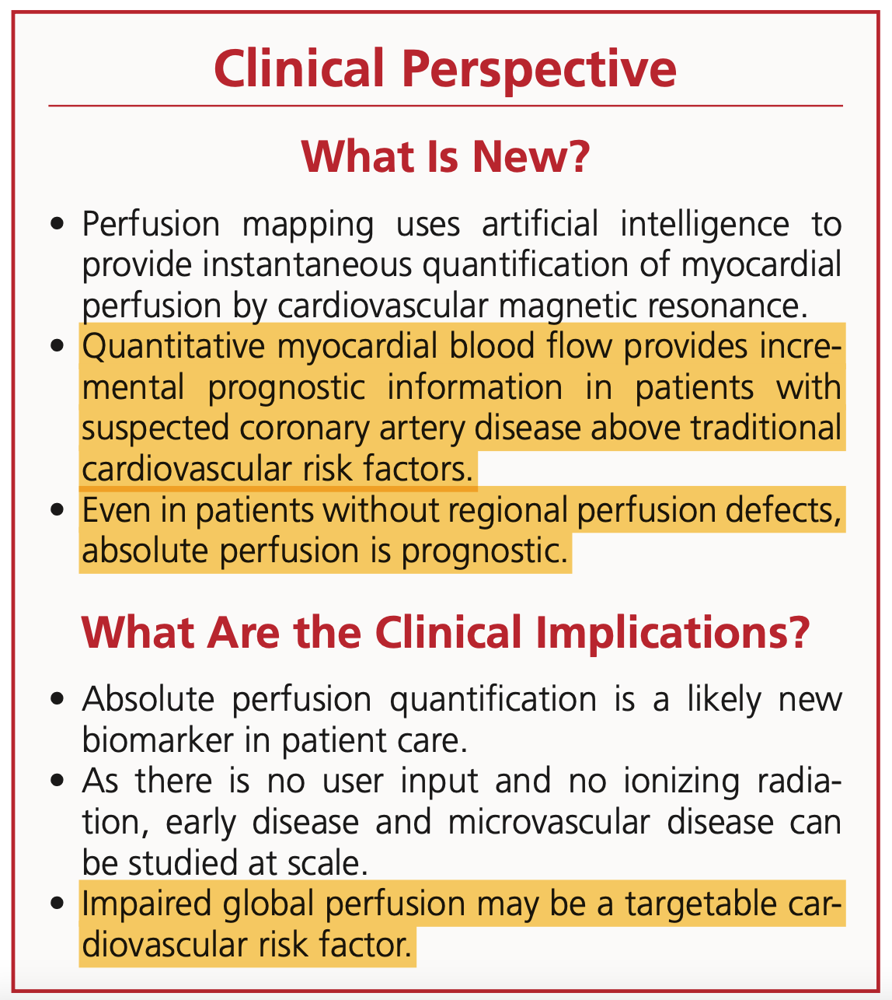 Clinical Perspective
What Is New?
• Perfusion mapping uses artificial intelligence to
provide instantaneous quantification of myocardial
perfusion by cardiovascular magnetic resonance.
• Quantitative myocardial blood flow provides incre-
mental prognostic information in patients with
suspected coronary artery disease above traditional
cardiovascular risk factors.
• Even in patients without regional perfusion defects,
absolute perfusion is prognostic.
What Are the Clinical Implications?
• Absolute perfusion quantification is a likely new
biomarker in patient care.
• As there is no user input and no ionizing radia-
tion, early disease and microvascular disease can
be studied at scale.
• Impaired global perfusion may be a targetable car-
diovascular risk factor.